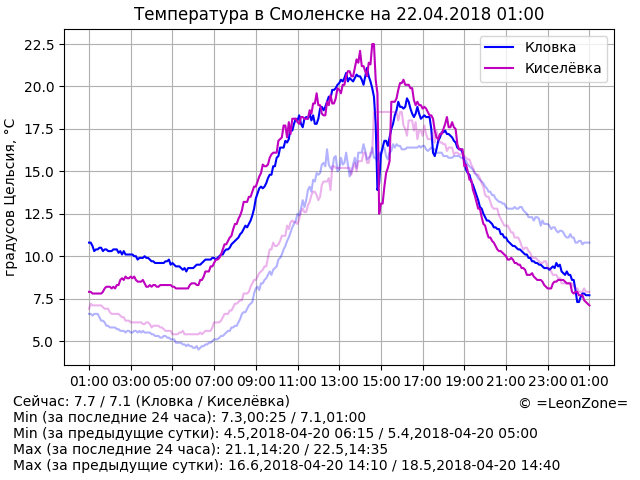 Температура в Смоленске на 22.04.2018 01:00
Кловка
Киселёвка
градусов Цельсия, °C
22.5
20.0
17.5
15.0
12.5
10.0
7.5
5.0
01:00 03:00 05:00 07:00 09:00 11:00 13:00 15:00 17:00 19:00 21:00 23:00 01:00
Сейчас: 7.7 / 7.1 (Кловка / Киселёвка)
© =LeonZone=
Min (за последние 24 часа): 7.3,00:25 / 7.1,01:00
Min (за предыдущие сутки): 4.5,2018-04-20 06:15 / 5.4,2018-04-20 05:00
Max (за последние 24 часа): 21.1,14:20 / 22.5,14:35
Max (за предыдущие сутки): 16.6,2018-04-20 14:10 / 18.5,2018-04-20 14:40